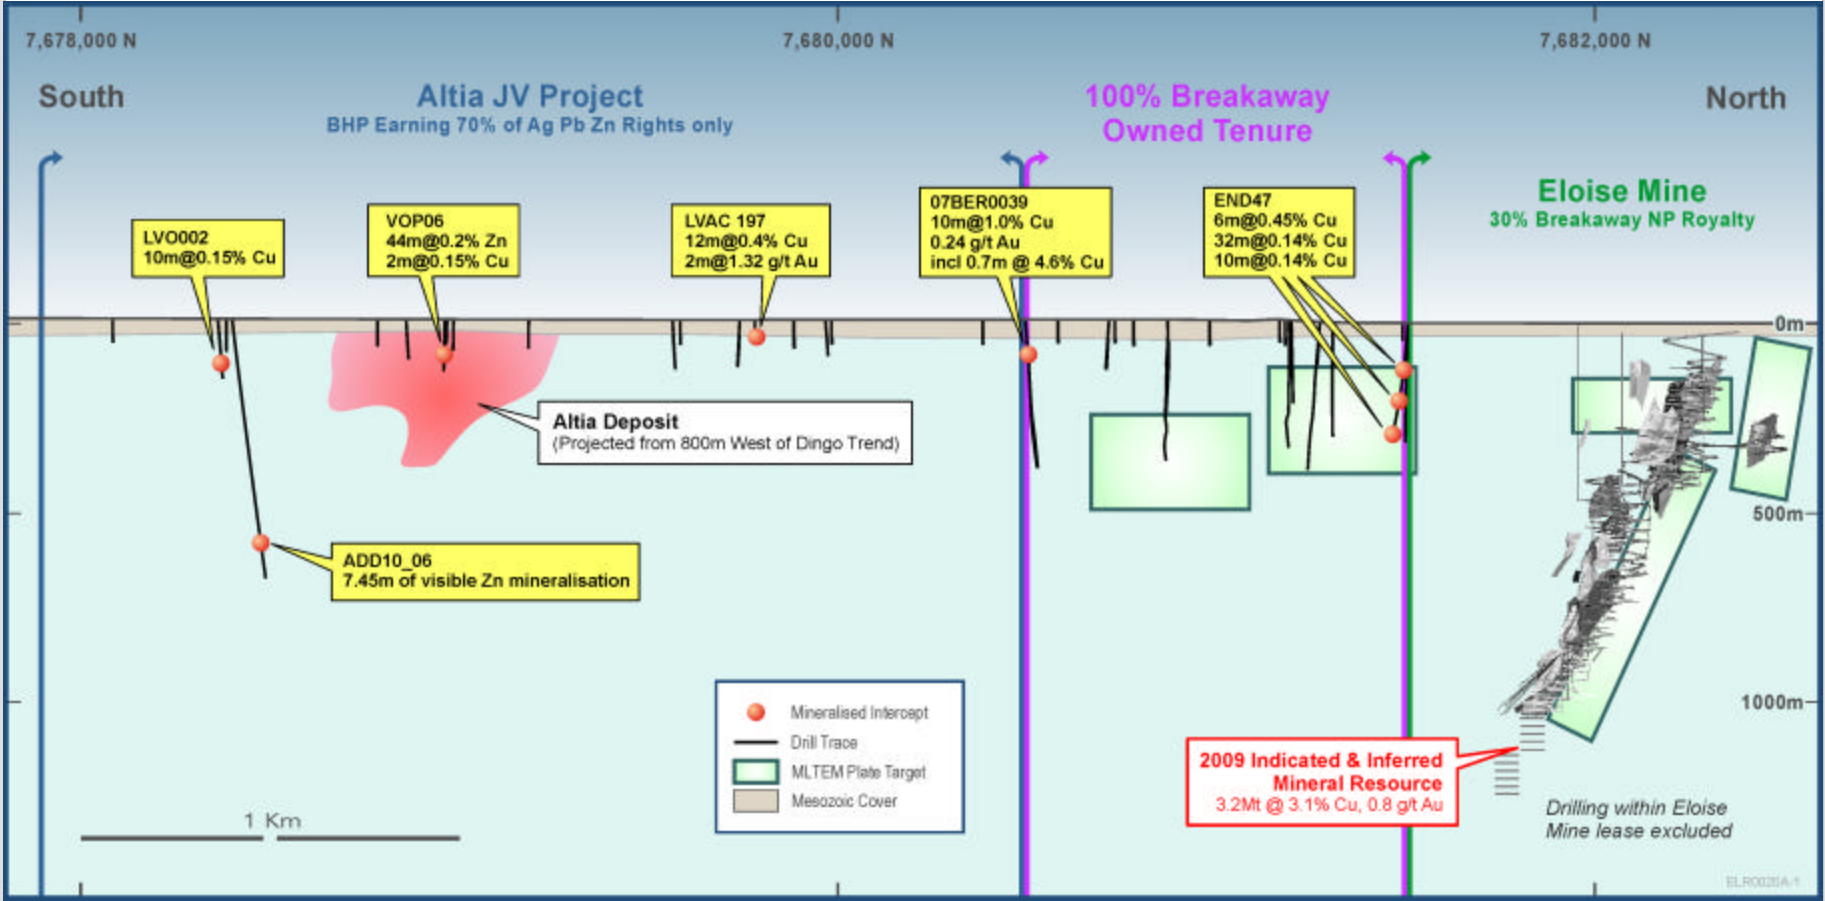 7,678,000 N
7,680,000 N
7,682,000 N
South
Altia JV Project
BHP Earning 70% of Ag Pb Zn Rights only
100% Breakaway
Owned Tenure
North
Eloise Mine
30% Breakaway NP Royalty
LVO002
10m@0.15% Cu
VOP06
44m@0.2% Zn
2m@0.15% Cu
LVAC 197
12m@0.4% Cu
2m@1.32 g/t Au
07BER0039
10m@1.0% Cu
0.24 g/t Au
incl 0.7m @ 4.6% Cu
END47
6m@0.45% Cu
32m@0.14% Cu
10m@0.14% Cu
0m
Altia Deposit
(Projected from 800m West of Dingo Trend)
500m
ADD10_06
7.45m of visible Zn mineralisation
1000m
Mineralised Intercept
Drill Trace
MLTEM Plate Target
Mesozoic Cover
1 Km
2009 Indicated & Inferred
Mineral Resource
3.2Mt @ 3.1% Cu, 0.8 g/t Au
Drilling within Eloise
Mine lease excluded
ELR0020A-1